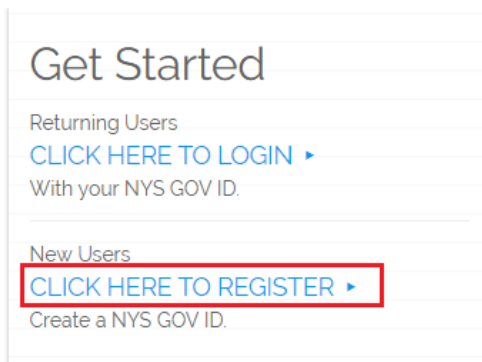 Get Started
Returning Users
CLICK HERE TO LOGIN ▸
With your NYS GOV ID.
New Users
CLICK HERE TO REGISTER ▸
Create a NYS GOV ID.